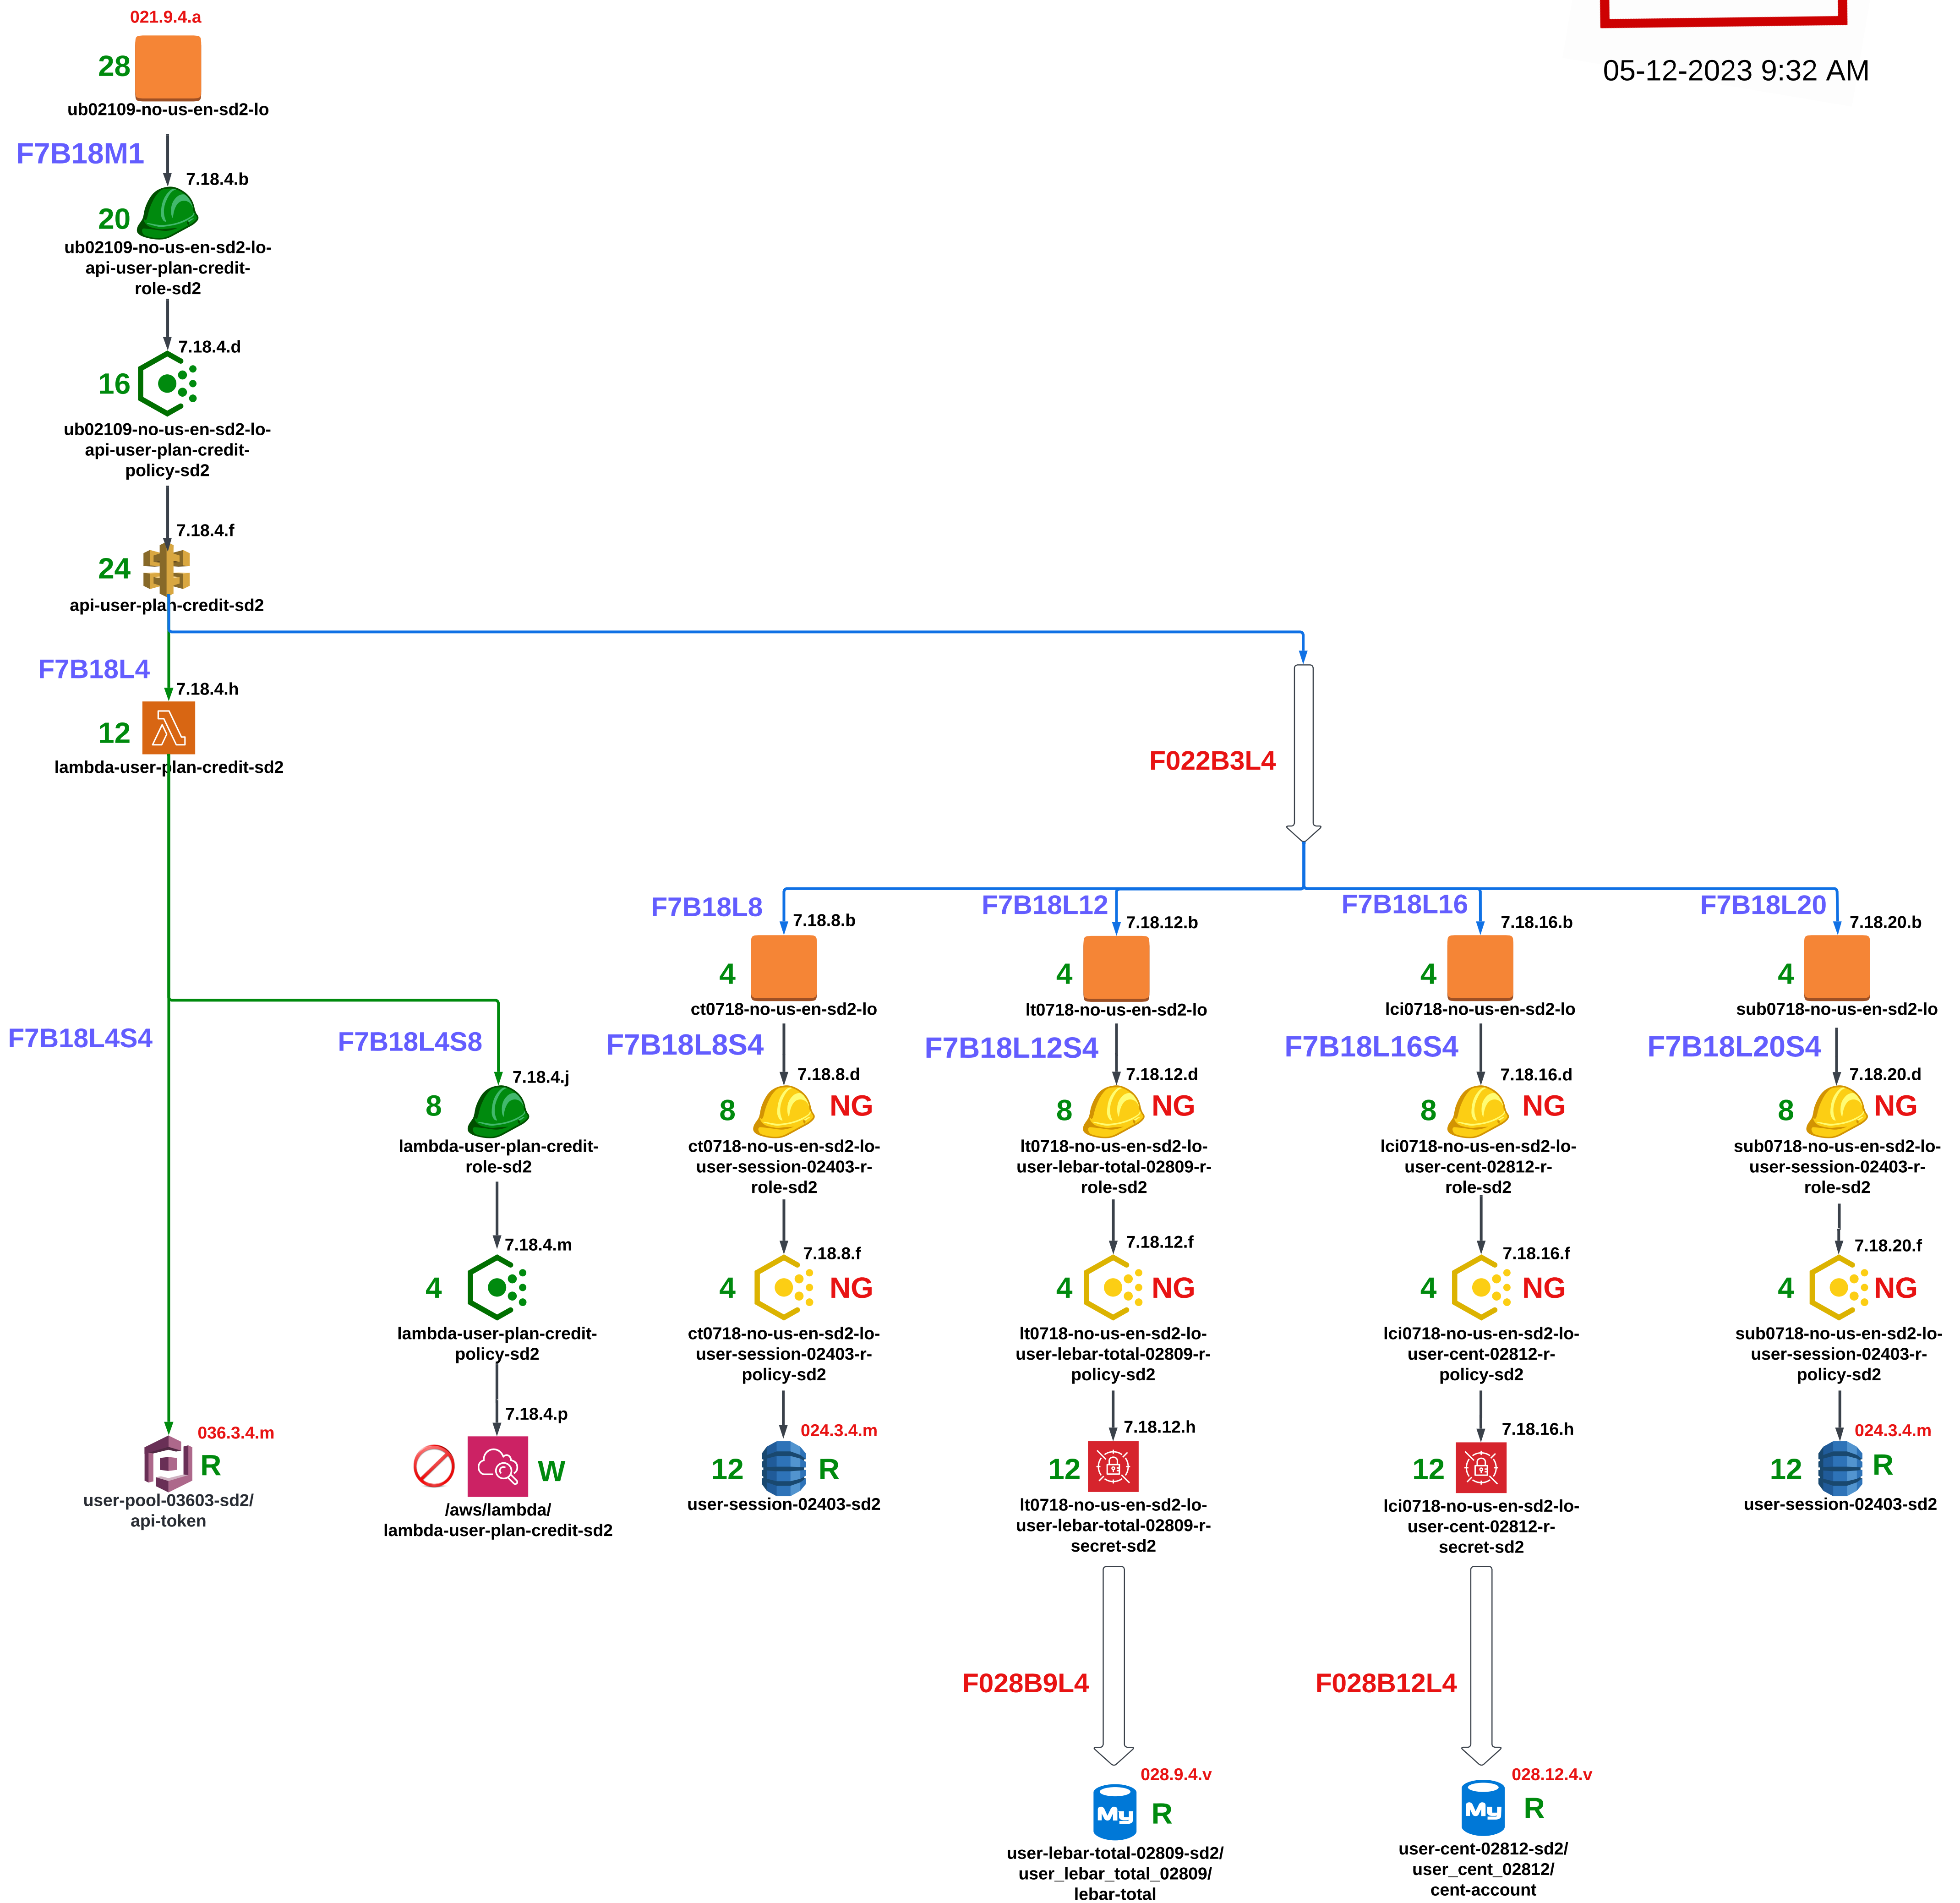 021.9.4.a
28
ub02109-no-us-en-sd2-lo
05-12-2023 9:32 AM
F7B18M1
7.18.4.b
20
ub02109-no-us-en-sd2-lo-
api-user-plan-credit-
role-sd2
7.18.4.d
16
ub02109-no-us-en-sd2-lo-
api-user-plan-credit-
policy-sd2
7.18.4.f
24
api-user-plan-credit-sd2
F7B18L4
7.18.4.h
12
lambda-user-plan-credit-sd2
F022B3L4
F7B18L8
7.18.8.b
4
ct0718-no-us-en-sd2-lo
F7B18L12
7.18.12.b
4
lt0718-no-us-en-sd2-lo
F7B18L16
7.18.16.b
4
lci0718-no-us-en-sd2-lo
F7B18L20
7.18.20.b
4
sub0718-no-us-en-sd2-lo
F7B18L4S4
F7B18L4S8
7.18.4.j
8
lambda-user-plan-credit-
role-sd2
F7B18L8S4
7.18.8.d
8
NG
ct0718-no-us-en-sd2-lo-
user-session-02403-r-
role-sd2
F7B18L12S4
7.18.12.d
8
NG
lt0718-no-us-en-sd2-lo-
user-lebar-total-02809-r-
role-sd2
F7B18L16S4
7.18.16.d
8
NG
lci0718-no-us-en-sd2-lo-
user-cent-02812-r-
role-sd2
F7B18L20S4
7.18.20.d
8
NG
sub0718-no-us-en-sd2-lo-
user-session-02403-r-
role-sd2
7.18.4.m
4
lambda-user-plan-credit-
policy-sd2
7.18.8.f
4
NG
ct0718-no-us-en-sd2-lo-
user-session-02403-r-
policy-sd2
7.18.12.f
4
NG
lt0718-no-us-en-sd2-lo-
user-lebar-total-02809-r-
policy-sd2
7.18.16.f
4
NG
lci0718-no-us-en-sd2-lo-
user-cent-02812-r-
policy-sd2
7.18.20.f
4
NG
sub0718-no-us-en-sd2-lo-
user-session-02403-r-
policy-sd2
036.3.4.m
R
user-pool-03603-sd2/
api-token
7.18.4.p
W
/aws/lambda/
lambda-user-plan-credit-sd2
024.3.4.m
12
R
user-session-02403-sd2
7.18.12.h
12
lt0718-no-us-en-sd2-lo-
user-lebar-total-02809-r-
secret-sd2
7.18.16.h
12
lci0718-no-us-en-sd2-lo-
user-cent-02812-r-
secret-sd2
024.3.4.m
12
R
user-session-02403-sd2
F028B9L4
F028B12L4
028.9.4.v
My
R
user-lebar-total-02809-sd2/
user_lebar_total_02809/
lebar-total
028.12.4.v
My
R
user-cent-02812-sd2/
user_cent_02812/
cent-account